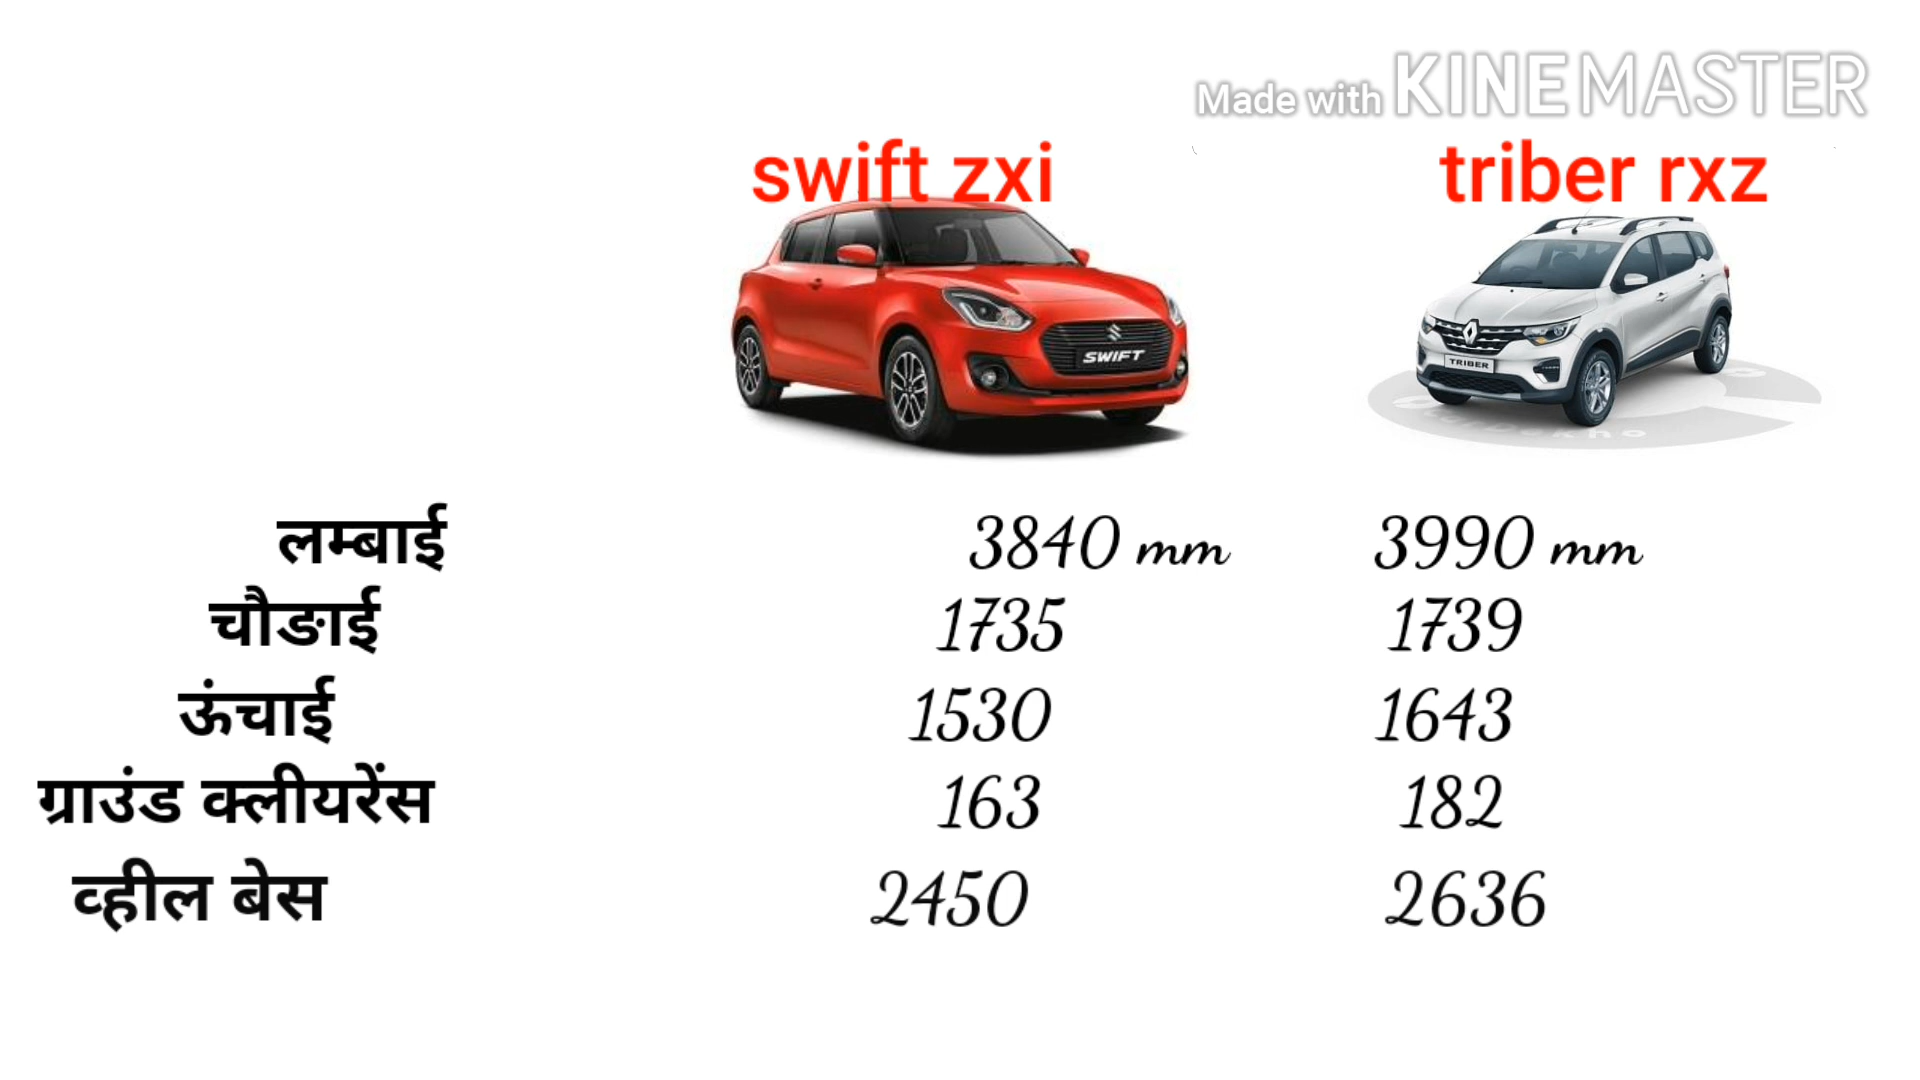 Made with KINEMASTER
swift zxi triber rxz
SWIFT
TRIBER
लम्बाई 3840 mm 3990 mm
चौङाई 1735 1739
ऊंचाई 1530 1643
ग्राउंड क्लीयरेंस 163 182
व्हील बेस 2450 2636